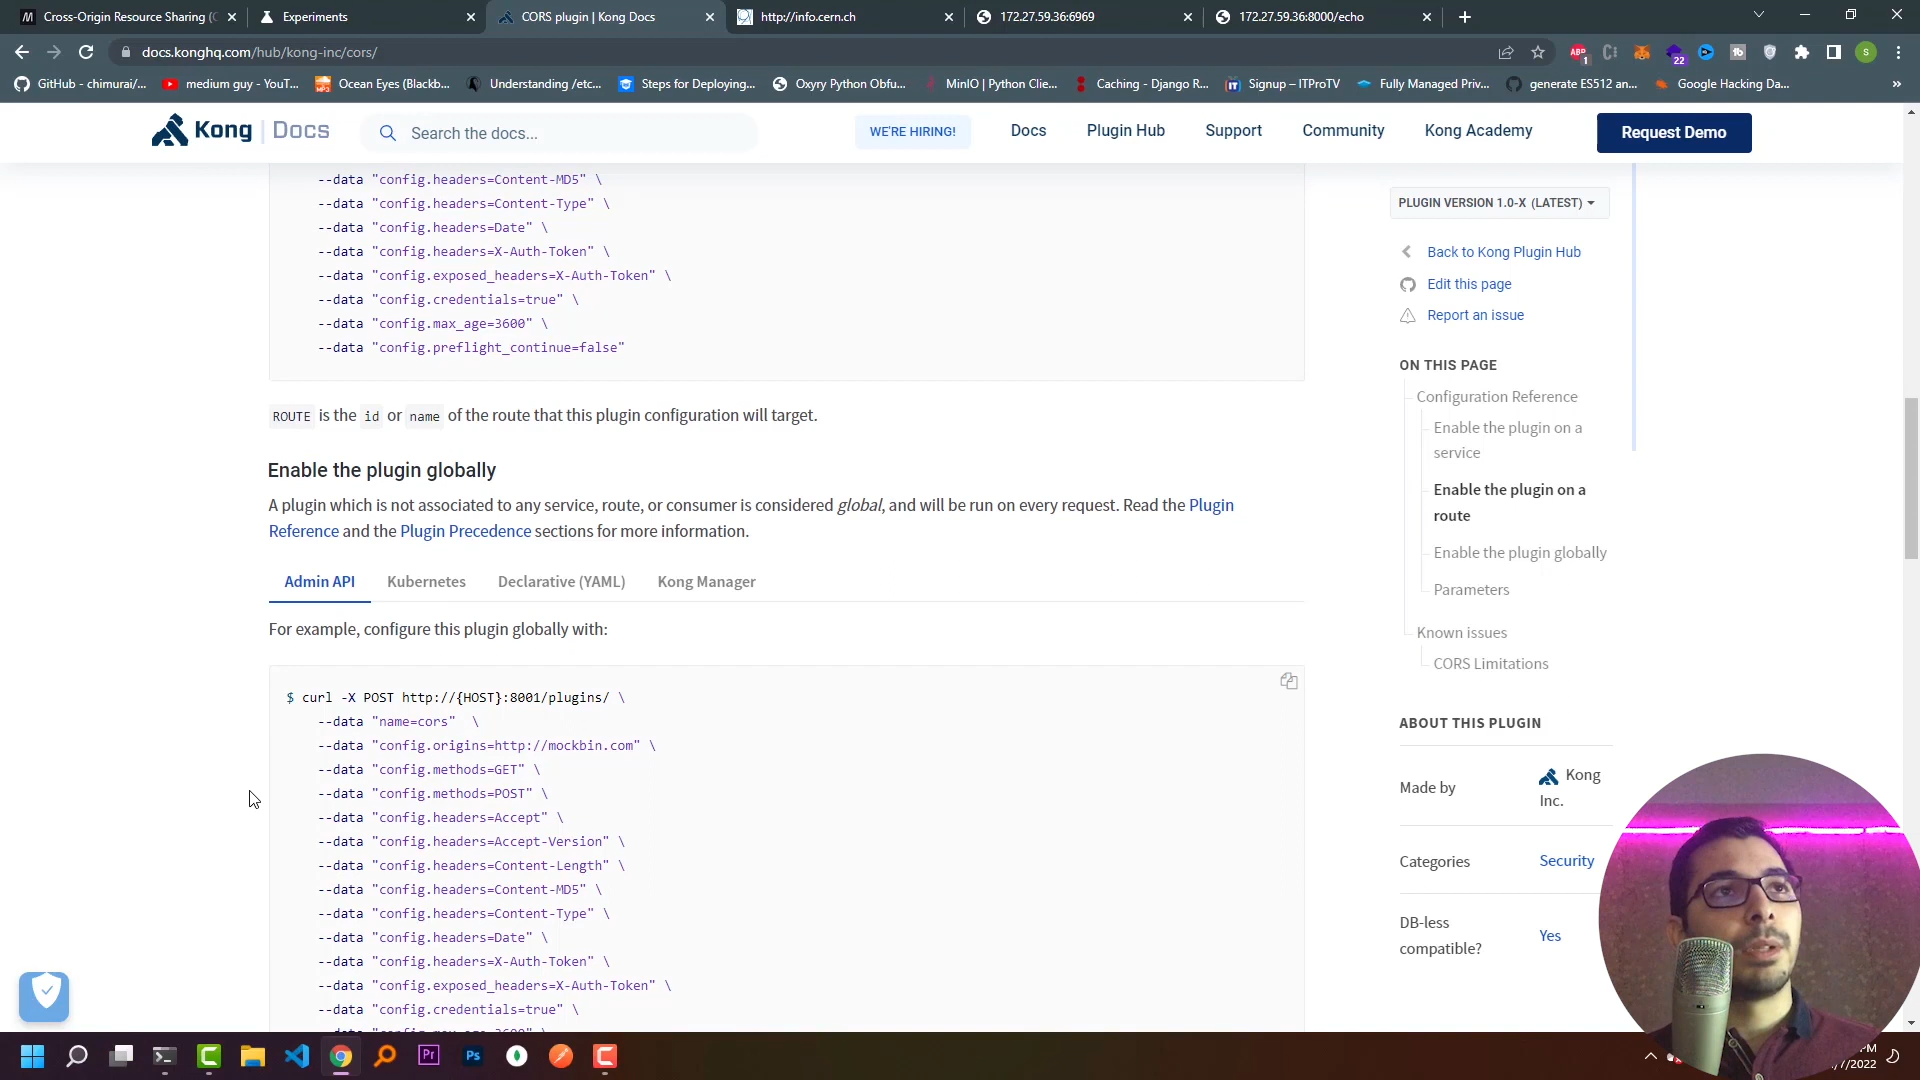 Cross-Origin Resource Sharing (C
Experiments
CORS plugin | Kong Docs
http://info.cern.ch
172.27.59.36:6969
172.27.59.36:8000/echo
docs.konghq.com/hub/kong-inc/cors/
ABP
1
22
S
GitHub - chimurai/...
medium guy - YouT...
Ocean Eyes (Blackb...
Understanding /etc...
Steps for Deploying...
Oxyry Python Obfu...
MinIO | Python Clie...
Caching - Django R...
Signup – ITProTV
Fully Managed Priv...
generate ES512 an...
Google Hacking Da...
Kong | Docs
Search the docs...
WE'RE HIRING!
Docs
Plugin Hub
Support
Community
Kong Academy
Request Demo
--data "config.headers=Content-MD5" \
--data "config.headers=Content-Type" \
--data "config.headers=Date" \
--data "config.headers=X-Auth-Token" \
--data "config.exposed_headers=X-Auth-Token" \
--data "config.credentials=true" \
--data "config.max_age=3600" \
--data "config.preflight_continue=false"
ROUTE is the id or name of the route that this plugin configuration will target.
Enable the plugin globally
A plugin which is not associated to any service, route, or consumer is considered global, and will be run on every request. Read the Plugin
Reference and the Plugin Precedence sections for more information.
Admin API
Kubernetes
Declarative (YAML)
Kong Manager
For example, configure this plugin globally with:
$ curl -X POST http://{HOST}:8001/plugins/ \
--data "name=cors"  \
--data "config.origins=http://mockbin.com" \
--data "config.methods=GET" \
--data "config.methods=POST" \
--data "config.headers=Accept" \
--data "config.headers=Accept-Version" \
--data "config.headers=Content-Length" \
--data "config.headers=Content-MD5" \
--data "config.headers=Content-Type" \
--data "config.headers=Date" \
--data "config.headers=X-Auth-Token" \
--data "config.exposed_headers=X-Auth-Token" \
--data "config.credentials=true" \
PLUGIN VERSION 1.0-X (LATEST)
Back to Kong Plugin Hub
Edit this page
Report an issue
ON THIS PAGE
Configuration Reference
Enable the plugin on a
service
Enable the plugin on a
route
Enable the plugin globally
Parameters
Known issues
CORS Limitations
ABOUT THIS PLUGIN
Made by
Kong
Inc.
Categories
Security
DB-less
compatible?
Yes
Pr
Ps
PM
/7/2022